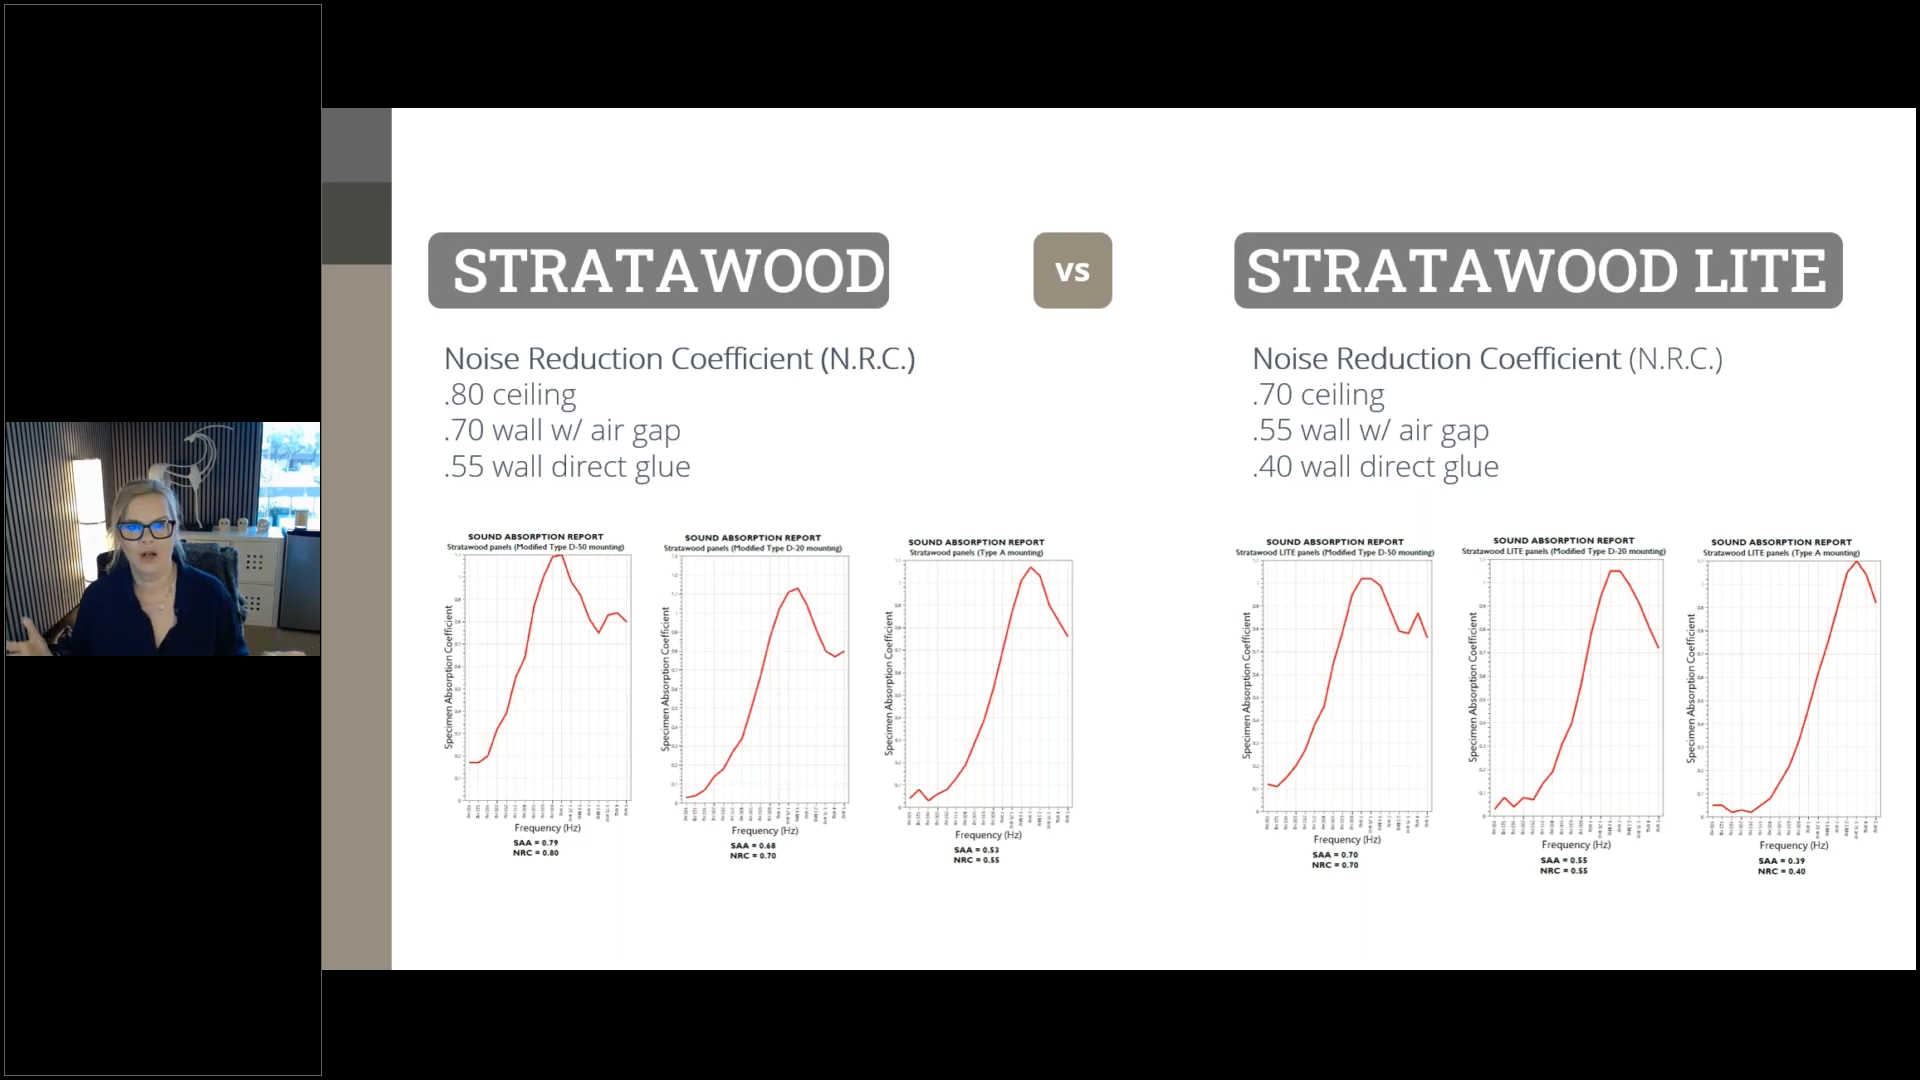 STRATAWOOD
vs
STRATAWOOD LITE
Noise Reduction Coefficient (N.R.C.)
.80 ceiling
.70 wall w/ air gap
.55 wall direct glue
Noise Reduction Coefficient (N.R.C.)
.70 ceiling
.55 wall w/ air gap
.40 wall direct glue
SOUND ABSORPTION REPORT
Stratawood panels (Modified Type D-50 mounting)
Specimen Absorption Coefficient
Frequency (Hz)
SAA = 0.79
NRC = 0.80
SOUND ABSORPTION REPORT
Stratawood panels (Modified Type D-20 mounting)
Specimen Absorption Coefficient
Frequency (Hz)
SAA = 0.68
NRC = 0.70
SOUND ABSORPTION REPORT
Stratawood panels (Type A mounting)
Specimen Absorption Coefficient
Frequency (Hz)
SAA = 0.53
NRC = 0.55
SOUND ABSORPTION REPORT
Stratawood LITE panels (Modified Type D-50 mounting)
Specimen Absorption Coefficient
Frequency (Hz)
SAA = 0.70
NRC = 0.70
SOUND ABSORPTION REPORT
Stratawood LITE panels (Modified Type D-20 mounting)
Specimen Absorption Coefficient
Frequency (Hz)
SAA = 0.55
NRC = 0.55
SOUND ABSORPTION REPORT
Stratawood LITE panels (Type A mounting)
Specimen Absorption Coefficient
Frequency (Hz)
SAA = 0.39
NRC = 0.40